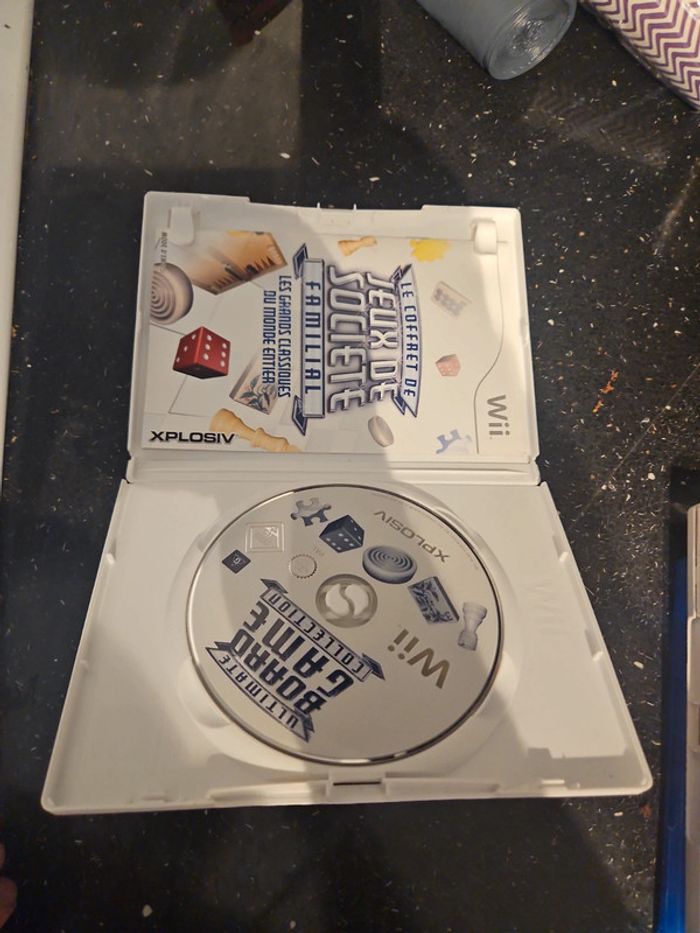 LE COFFRET DE
JEUX DE
SOCIETE
FAMILIAL
LES GRANDS CLASSIQUES
DU MONDE ENTIER
Wii
XPLOSIV
XPLOSIV
PAL
Wii
ULTIMATE
BOARD
GAME
COLLECTION